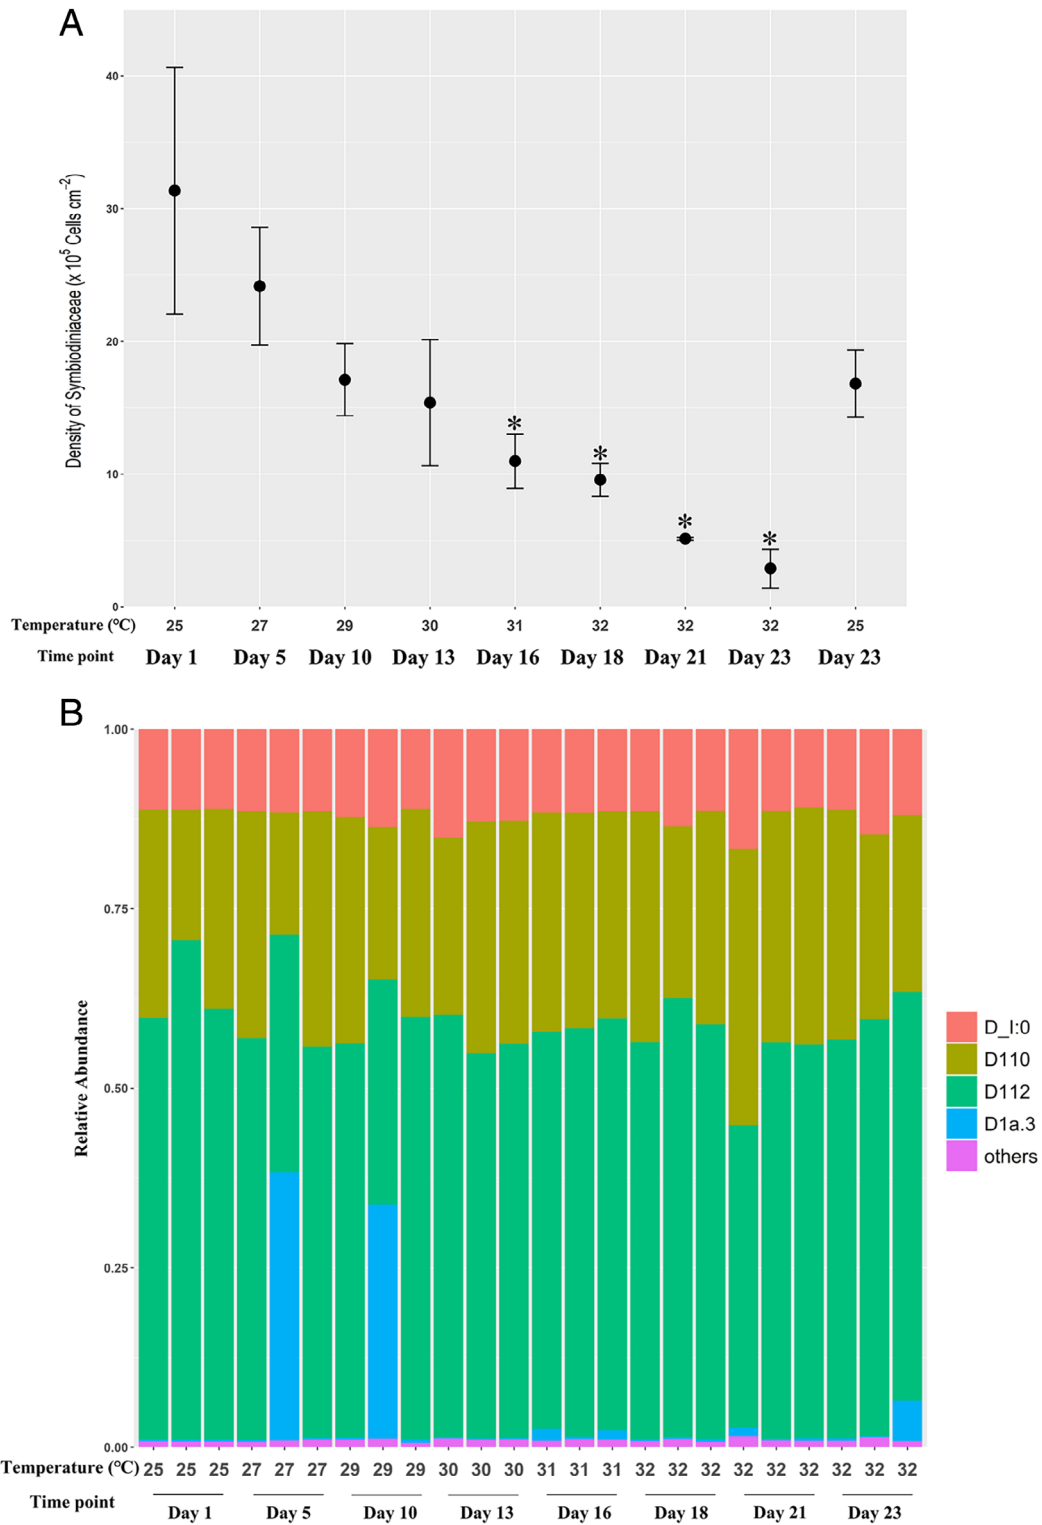 A
Density of Symbiodiniaceae (x 10⁵ Cells cm⁻²)
40
30
20
10
0
Temperature (°C) 25 27 29 30 31 32 32 32 25
Time point Day 1 Day 5 Day 10 Day 13 Day 16 Day 18 Day 21 Day 23 Day 23
* * * *
B
Relative Abundance
1.00
0.75
0.50
0.25
0.00
D_I:0
D110
D112
D1a.3
others
Temperature (°C) 25 25 25 27 27 27 29 29 29 30 30 30 31 31 31 32 32 32 32 32 32 32 32 32
Time point Day 1 Day 5 Day 10 Day 13 Day 16 Day 18 Day 21 Day 23